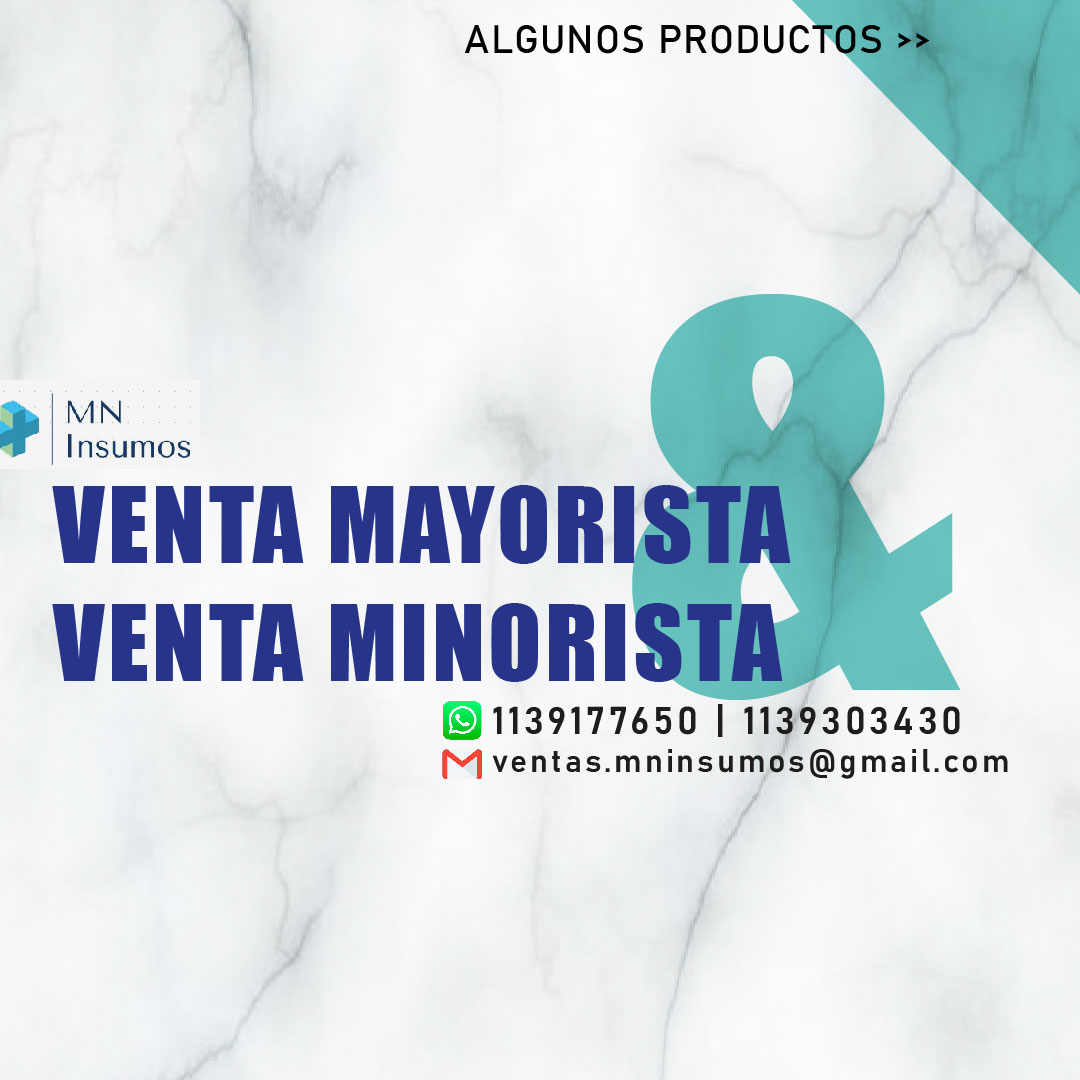 ALGUNOS PRODUCTOS >>
MN
Insumos
&
VENTA MAYORISTA
VENTA MINORISTA
1139177650 | 1139303430
ventas.mninsumos@gmail.com